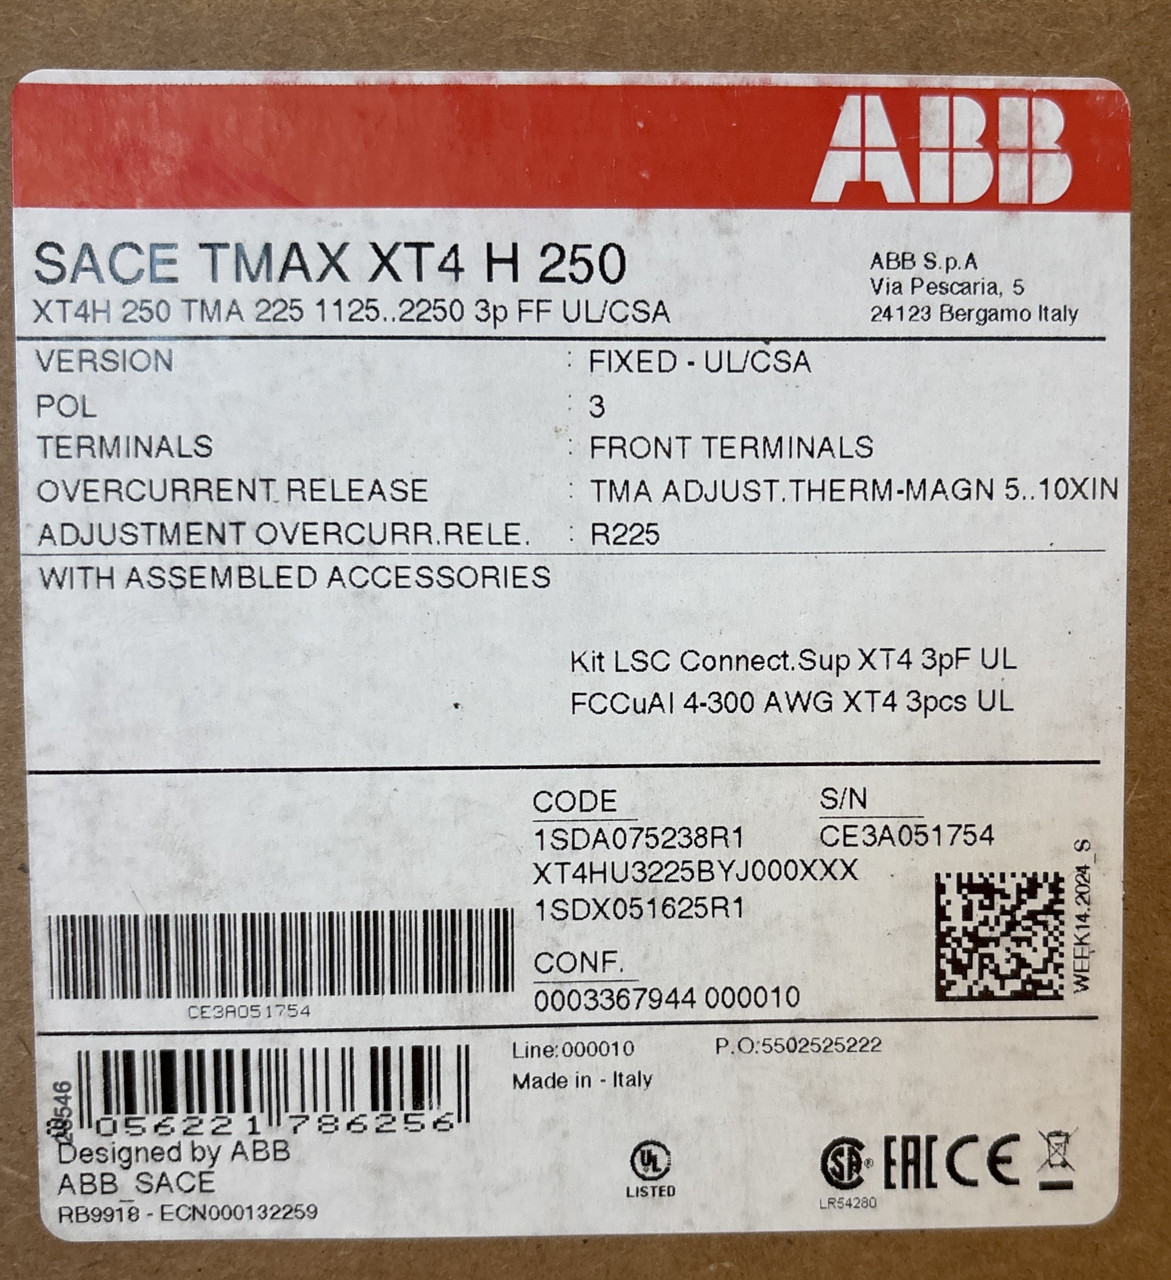 ABB
SACE TMAX XT4 H 250
XT4H 250 TMA 225 1125..2250 3p FF UL/CSA
ABB S.p.A
Via Pescaria, 5
24123 Bergamo Italy
VERSION : FIXED - UL/CSA
POL : 3
TERMINALS : FRONT TERMINALS
OVERCURRENT RELEASE : TMA ADJUST.THERM-MAGN 5..10XIN
ADJUSTMENT OVERCURR.RELE. : R225
WITH ASSEMBLED ACCESSORIES
Kit LSC Connect.Sup XT4 3pF UL
FCCuAl 4-300 AWG XT4 3pcs UL
CODE
1SDA075238R1
XT4HU3225BYJ000XXX
1SDX051625R1
S/N
CE3A051754
WEEK14.2024_S
CONF.
0003367944 000010
CE3A051754
Line:000010 P.O:5502525222
Made in - Italy
056221 786256
Designed by ABB
ABB_SACE
RB9918 - ECN000132259
UL
LISTED
SA
LR54280
EAC CE